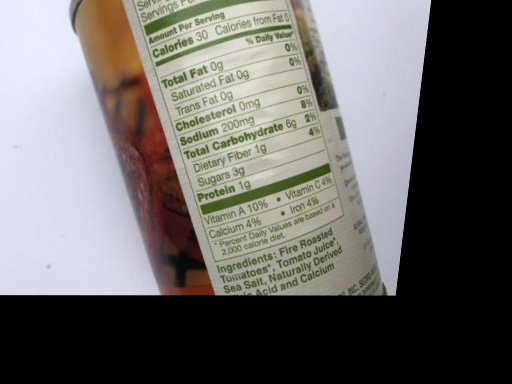 Serving
Servings Per
Amount Per Serving
Calories 30 Calories from Fat 0
% Daily Value*
Total Fat 0g 0%
Saturated Fat 0g 0%
Trans Fat 0g
Cholesterol 0mg 0%
Sodium 200mg 8%
Total Carbohydrate 6g 2%
Dietary Fiber 1g 4%
Sugars 3g
Protein 1g
Vitamin A 10% • Vitamin C 4%
Calcium 4% • Iron 4%
* Percent Daily Values are based on a
2,000 calorie diet.
Ingredients: Fire Roasted
Tomatoes*, Tomato Juice*,
Sea Salt, Naturally Derived
Acid and Calcium